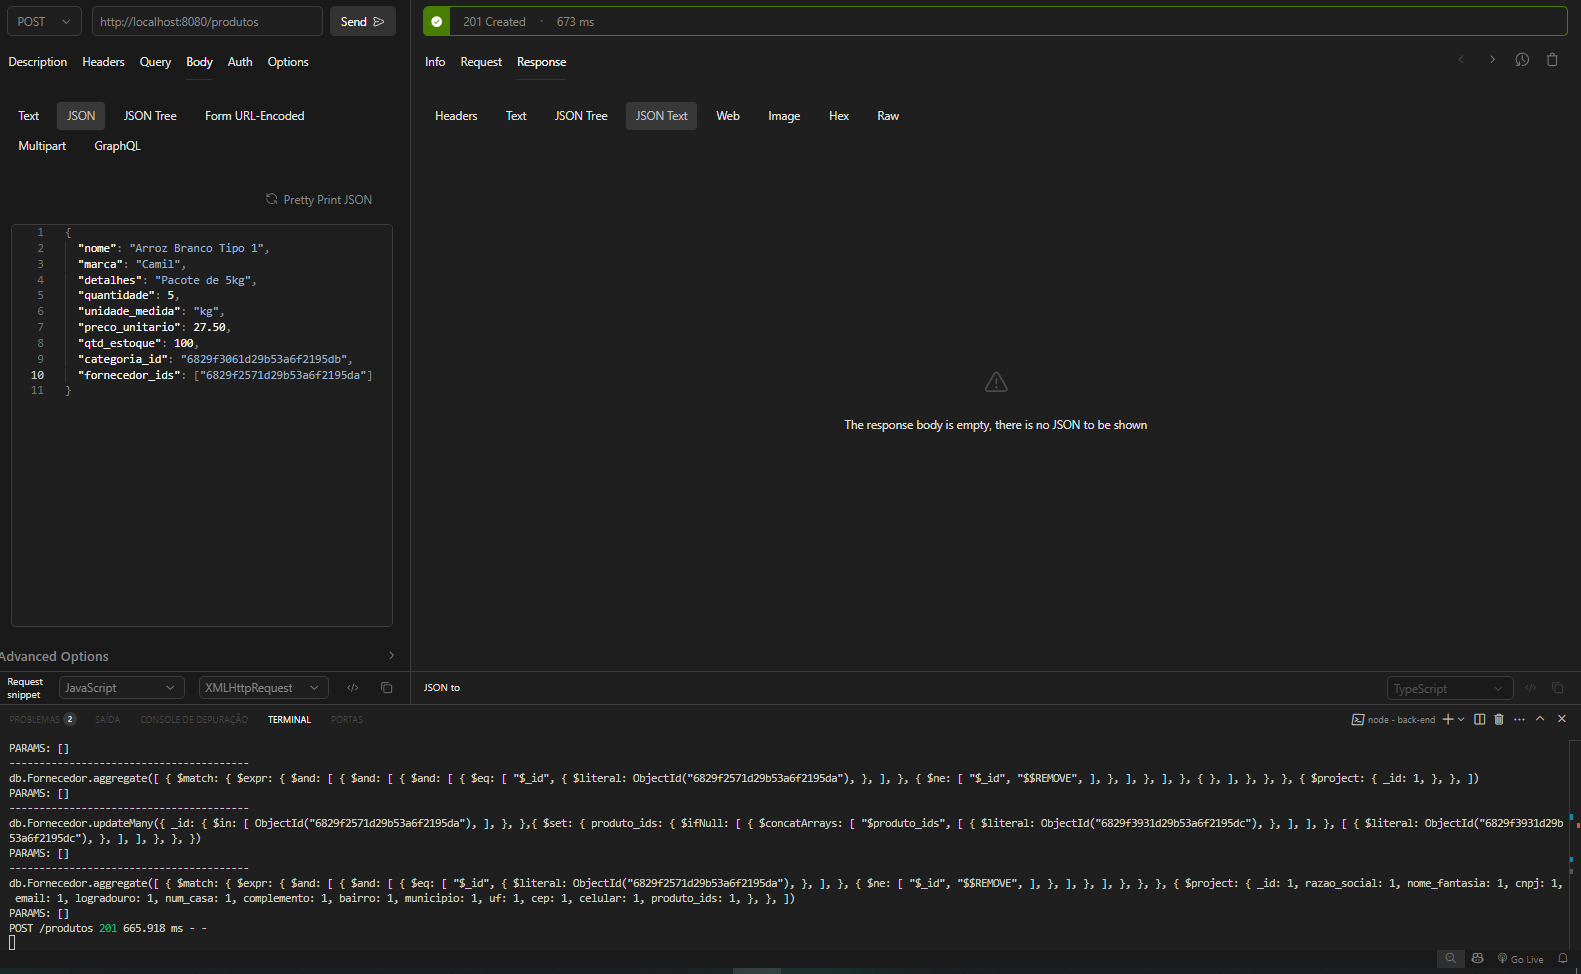 POST
http://localhost:8080/produtos
Send
Description Headers Query Body Auth Options
Text JSON JSON Tree Form URL-Encoded
Multipart GraphQL
Pretty Print JSON
1 {
2 "nome": "Arroz Branco Tipo 1",
3 "marca": "Camil",
4 "detalhes": "Pacote de 5kg",
5 "quantidade": 5,
6 "unidade_medida": "kg",
7 "preco_unitario": 27.50,
8 "qtd_estoque": 100,
9 "categoria_id": "6829f3061d29b53a6f2195db",
10 "fornecedor_ids": ["6829f2571d29b53a6f2195da"]
11 }
Advanced Options
Request
snippet
JavaScript
XMLHttpRequest
201 Created · 673 ms
Info Request Response
Headers Text JSON Tree JSON Text Web Image Hex Raw
The response body is empty, there is no JSON to be shown
JSON to
TypeScript
PROBLEMAS 2 SAÍDA CONSOLE DE DEPURAÇÃO TERMINAL PORTAS
node - back-end
PARAMS: []
----------------------------------------
db.Fornecedor.aggregate([ { $match: { $expr: { $and: [ { $and: [ { $and: [ { $eq: [ "$_id", { $literal: ObjectId("6829f2571d29b53a6f2195da"), }, ], }, { $ne: [ "$_id", "$$REMOVE", ], }, ], }, ], }, { }, ], }, }, }, { $project: { _id: 1, }, }, ])
PARAMS: []
----------------------------------------
db.Fornecedor.updateMany({ _id: { $in: [ ObjectId("6829f2571d29b53a6f2195da"), ], }, },{ $set: { produto_ids: { $ifNull: [ { $concatArrays: [ "$produto_ids", [ { $literal: ObjectId("6829f3931d29b53a6f2195dc"), }, ], ], }, [ { $literal: ObjectId("6829f3931d29b
53a6f2195dc"), }, ], ], }, }, })
PARAMS: []
----------------------------------------
db.Fornecedor.aggregate([ { $match: { $expr: { $and: [ { $and: [ { $eq: [ "$_id", { $literal: ObjectId("6829f2571d29b53a6f2195da"), }, ], }, { $ne: [ "$_id", "$$REMOVE", ], }, ], }, ], }, }, }, { $project: { _id: 1, razao_social: 1, nome_fantasia: 1, cnpj: 1,
email: 1, logradouro: 1, num_casa: 1, complemento: 1, bairro: 1, municipio: 1, uf: 1, cep: 1, celular: 1, produto_ids: 1, }, }, ])
PARAMS: []
POST /produtos 201 665.918 ms - -
Go Live